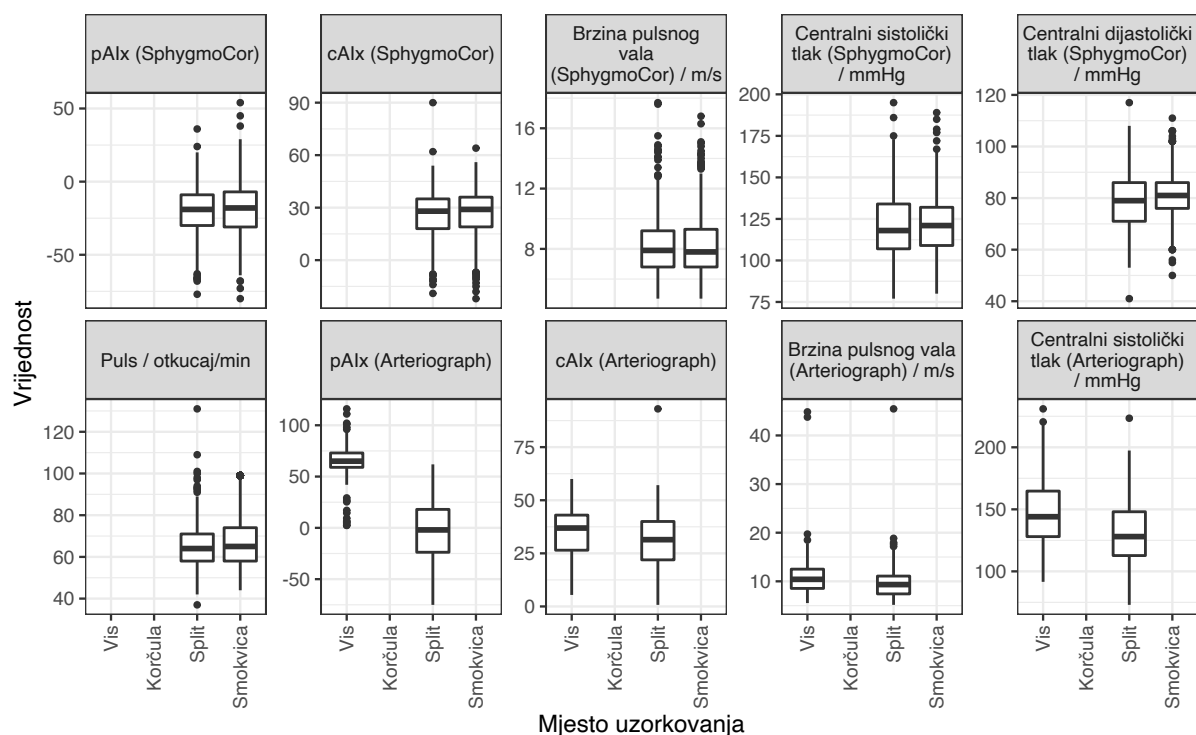 pAIx (SphygmoCor)
cAIx (SphygmoCor)
Brzina pulsnog
vala
(SphygmoCor) / m/s
Centralni sistolički
tlak (SphygmoCor)
/ mmHg
Centralni dijastolički
tlak (SphygmoCor)
/ mmHg
50
0
-50
90
60
30
0
16
12
8
200
175
150
125
100
75
120
100
80
60
40
Vrijednost
Puls / otkucaj/min
pAIx (Arteriograph)
cAIx (Arteriograph)
Brzina pulsnog vala
(Arteriograph) / m/s
Centralni sistolički
tlak (Arteriograph)
/ mmHg
120
100
80
60
40
100
50
0
-50
75
50
25
0
40
30
20
10
200
150
100
Vis
Korčula
Split
Smokvica
Vis
Korčula
Split
Smokvica
Vis
Korčula
Split
Smokvica
Vis
Korčula
Split
Smokvica
Vis
Korčula
Split
Smokvica
Mjesto uzorkovanja